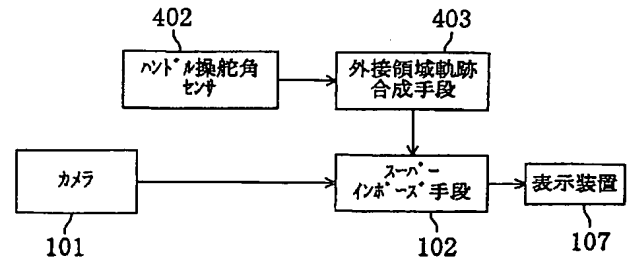 402
403
ハンドル操舵角
センサ
外接領域軌跡
合成手段
カメラ
スーパー
インポーズ手段
表示装置
101
102
107